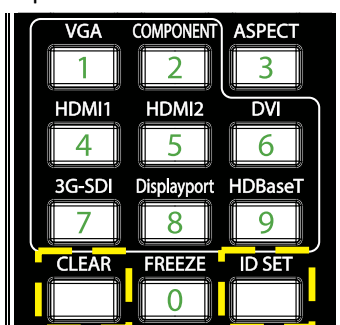 VGA COMPONENT ASPECT
1 2 3
HDMI1 HDMI2 DVI
4 5 6
3G-SDI Displayport HDBaseT
7 8 9
CLEAR FREEZE ID SET
0